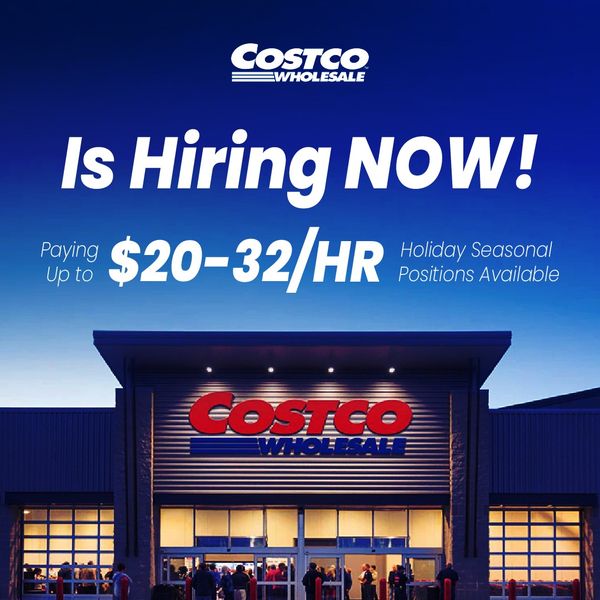 COSTCO
WHOLESALE
Is Hiring NOW!
Paying
Up to
$20-32/HR
Holiday Seasonal
Positions Available
COSTCO
WHOLESALE